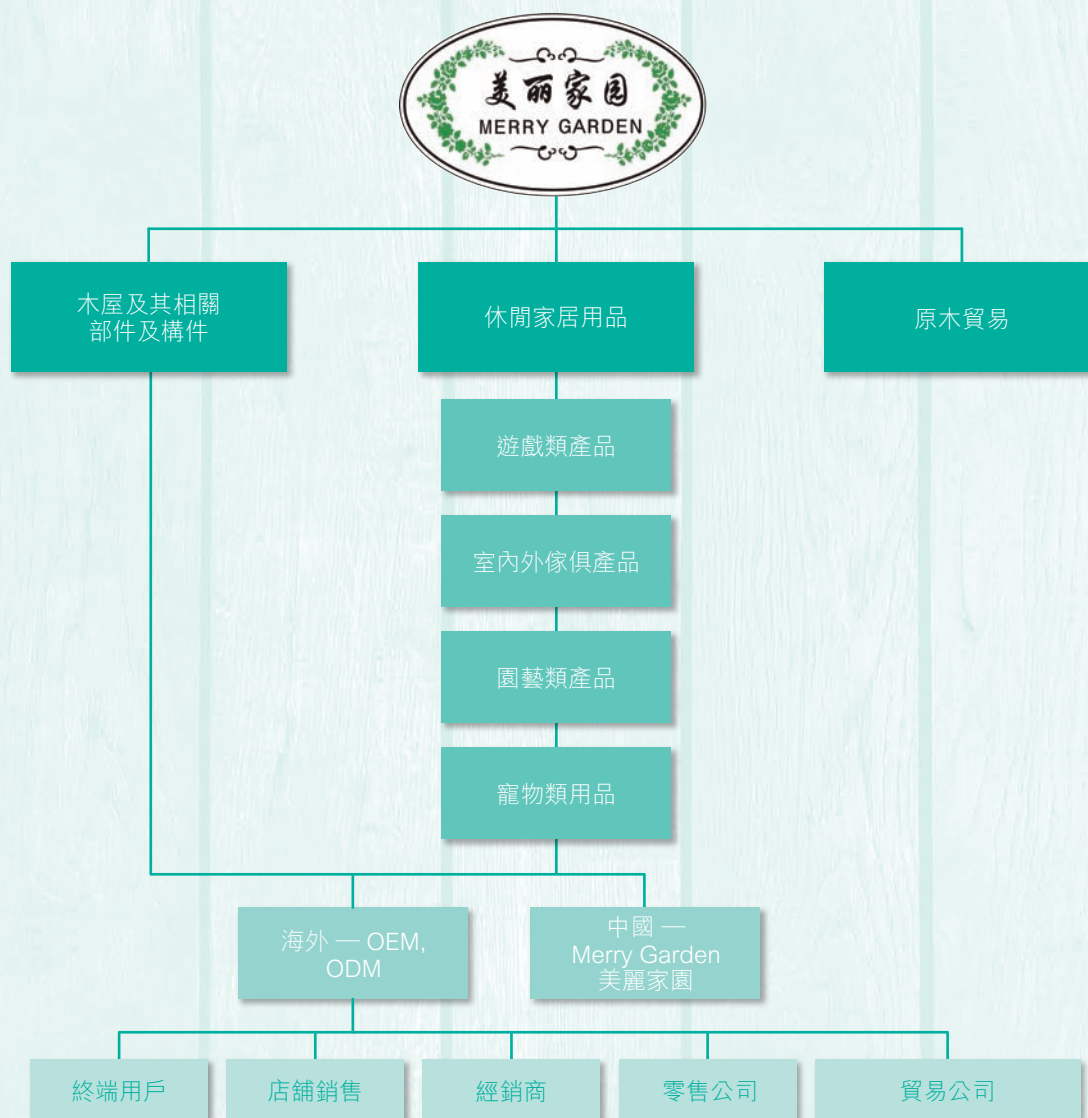 美丽家园
MERRY GARDEN
木屋及其相關
部件及構件
休閒家居用品
原木貿易
遊戲類產品
室內外傢俱產品
園藝類產品
寵物類用品
海外 — OEM,
ODM
中國 —
Merry Garden
美麗家園
終端用戶
店舖銷售
經銷商
零售公司
貿易公司